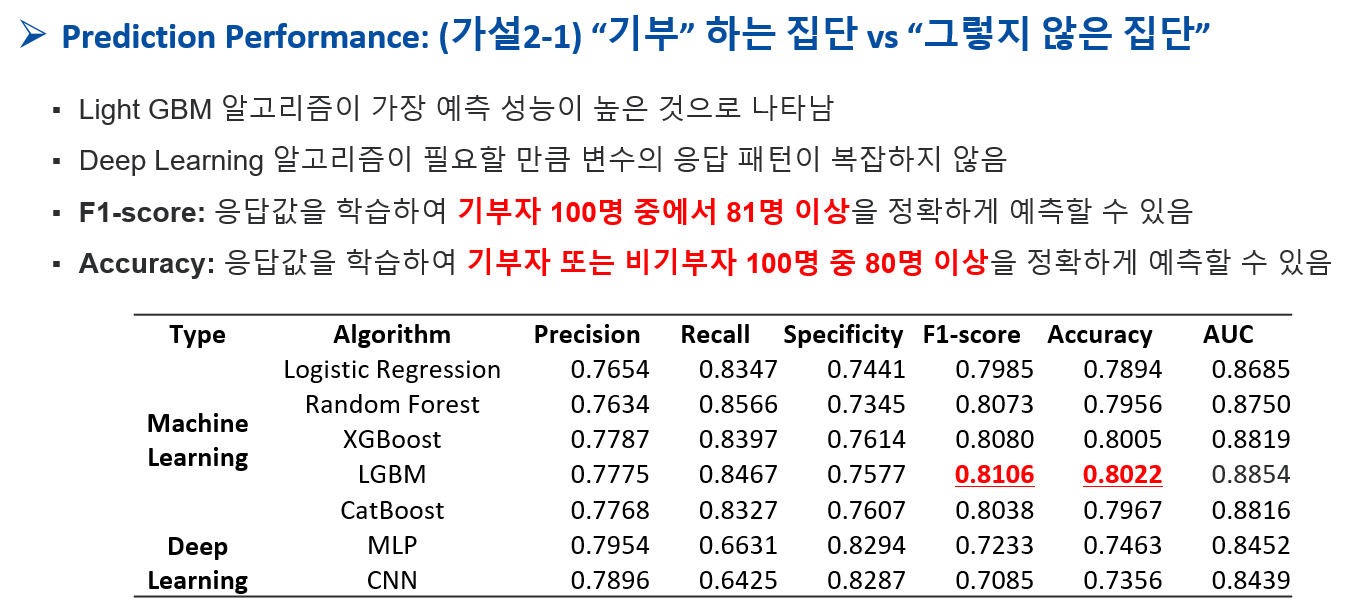 ➢ Prediction Performance: (가설2-1) “기부” 하는 집단 vs “그렇지 않은 집단”
▪ Light GBM 알고리즘이 가장 예측 성능이 높은 것으로 나타남
▪ Deep Learning 알고리즘이 필요할 만큼 변수의 응답 패턴이 복잡하지 않음
▪ F1-score: 응답값을 학습하여 기부자 100명 중에서 81명 이상을 정확하게 예측할 수 있음
▪ Accuracy: 응답값을 학습하여 기부자 또는 비기부자 100명 중 80명 이상을 정확하게 예측할 수 있음
Type Algorithm Precision Recall Specificity F1-score Accuracy AUC
Machine Learning
Logistic Regression 0.7654 0.8347 0.7441 0.7985 0.7894 0.8685
Random Forest 0.7634 0.8566 0.7345 0.8073 0.7956 0.8750
XGBoost 0.7787 0.8397 0.7614 0.8080 0.8005 0.8819
LGBM 0.7775 0.8467 0.7577 0.8106 0.8022 0.8854
CatBoost 0.7768 0.8327 0.7607 0.8038 0.7967 0.8816
Deep Learning
MLP 0.7954 0.6631 0.8294 0.7233 0.7463 0.8452
CNN 0.7896 0.6425 0.8287 0.7085 0.7356 0.8439